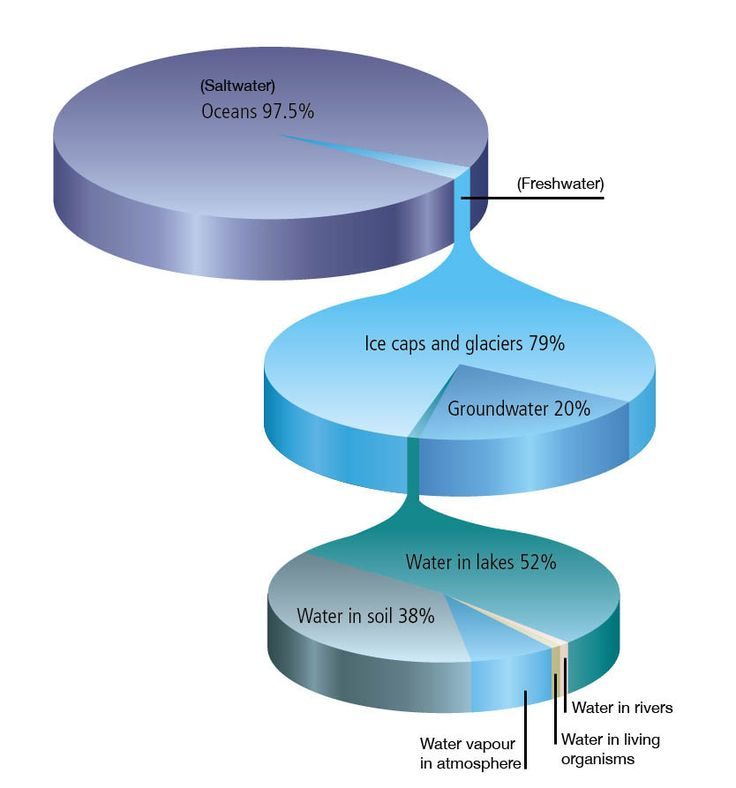 (Saltwater)
Oceans 97.5%
(Freshwater)
Ice caps and glaciers 79%
Groundwater 20%
Water in lakes 52%
Water in soil 38%
Water in rivers
Water vapour
in atmosphere
Water in living
organisms